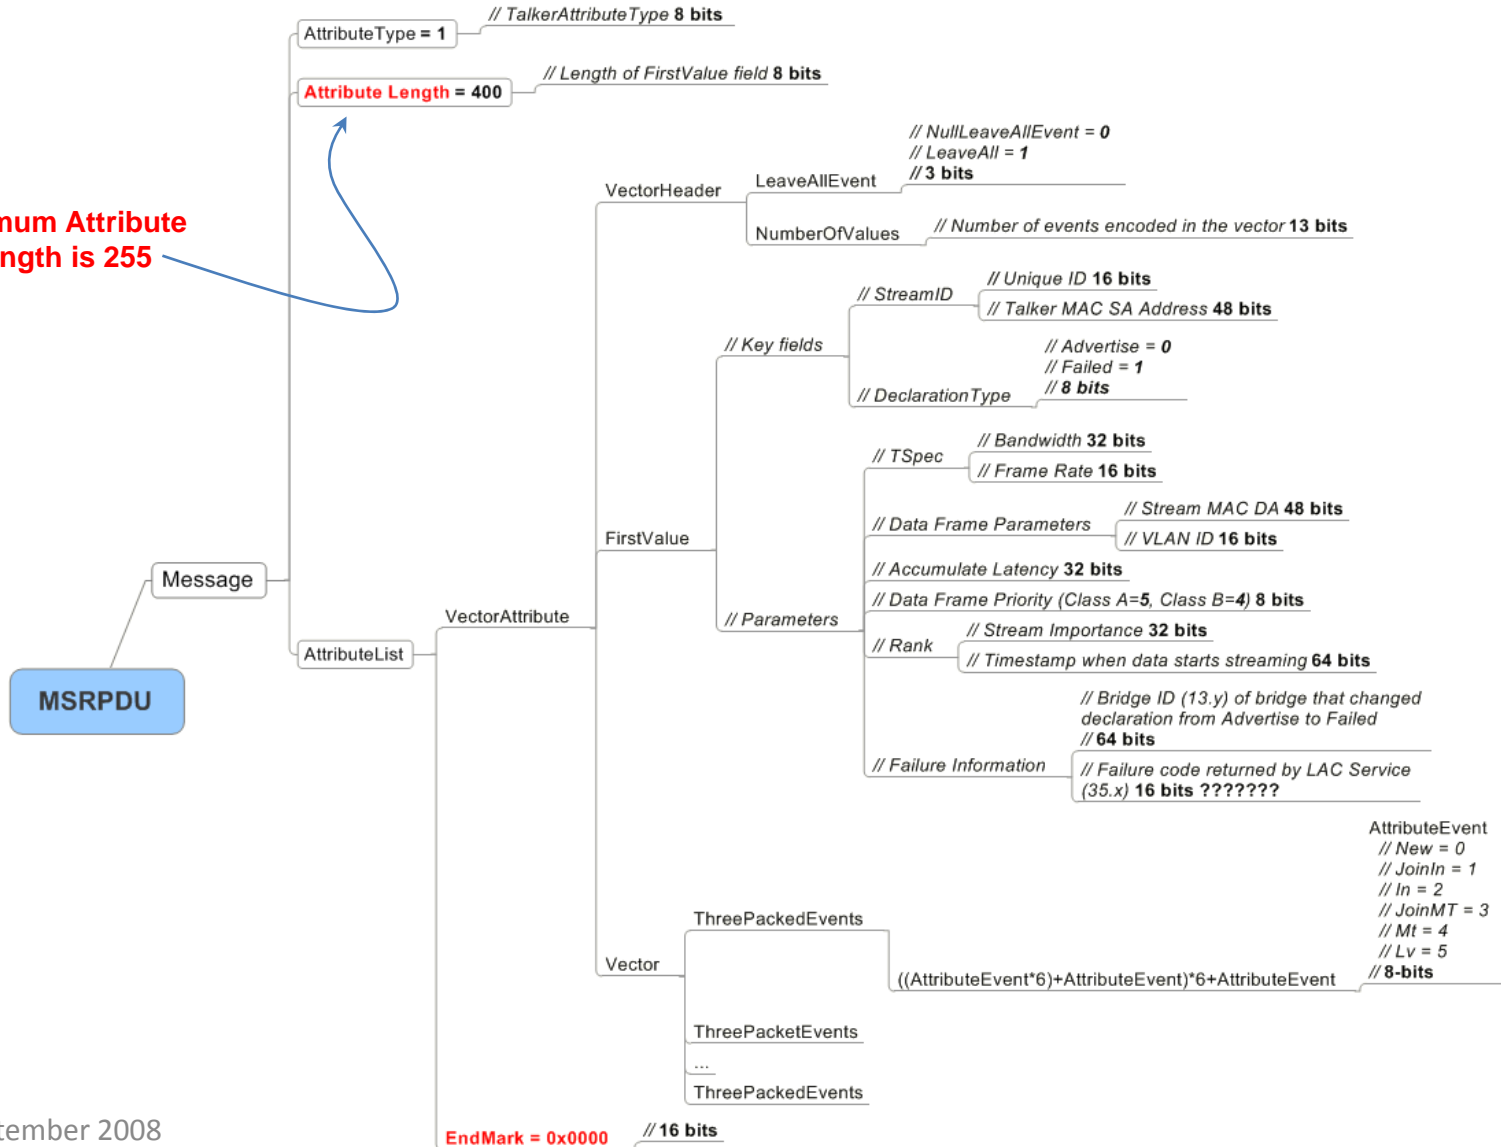 // TalkerAttributeType 8 bits
AttributeType = 1
// Length of FirstValue field 8 bits
Attribute Length = 400
// NullLeaveAllEvent = 0
// LeaveAll = 1
// 3 bits
LeaveAllEvent
VectorHeader
Attribute
is 255
// Number of events encoded in the vector 13 bits
NumberOfValues
// Unique ID 16 bits
// StreamID
// Talker MAC SA Address 48 bits
// Key fields
// Advertise = 0
// Failed = 1
// 8 bits
// DeclarationType
// Bandwidth 32 bits
// TSpec
// Frame Rate 16 bits
// Stream MAC DA 48 bits
// Data Frame Parameters
// VLAN ID 16 bits
FirstValue
// Accumulate Latency 32 bits
// Data Frame Priority (Class A=5, Class B=4) 8 bits
Message
VectorAttribute
// Parameters
// Stream Importance 32 bits
// Rank
// Timestamp when data starts streaming 64 bits
AttributeList
MSRPDU
// Bridge ID (13.y) of bridge that changed
declaration from Advertise to Failed
// 64 bits
// Failure Information
// Failure code returned by LAC Service
(35.x) 16 bits ???????
AttributeEvent
// New = 0
// JoinIn = 1
// In = 2
// JoinMT = 3
// Mt = 4
// Lv = 5
// 8-bits
ThreePackedEvents
Vector
((AttributeEvent*6)+AttributeEvent)*6+AttributeEvent
ThreePacketEvents
...
ThreePackedEvents
2008
EndMark = 0x0000
// 16 bits